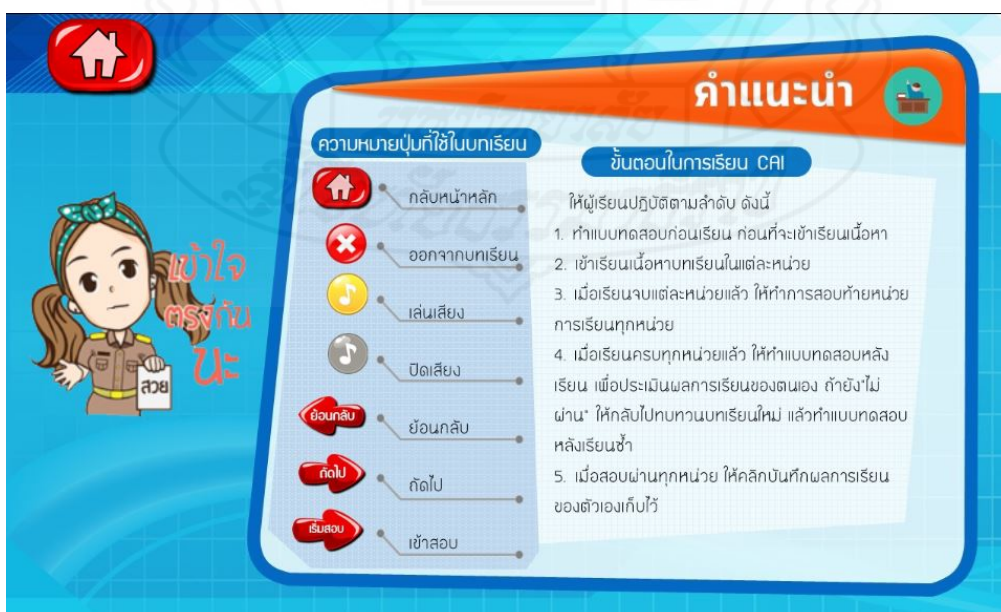 คำแนะนำ
ความหมายปุ่มที่ใช้ในบทเรียน
กลับหน้าหลัก
ออกจากบทเรียน
เล่นเสียง
ปิดเสียง
ย้อนกลับ
ย้อนกลับ
ถัดไป
ถัดไป
เริ่มสอบ
เข้าสอบ
ขั้นตอนในการเรียน CAI
ให้ผู้เรียนปฏิบัติตามลำดับ ดังนี้
1. ทำแบบทดสอบก่อนเรียน ก่อนที่จะเข้าเรียนเนื้อหา
2. เข้าเรียนเนื้อหาบทเรียนในแต่ละหน่วย
3. เมื่อเรียนจบแต่ละหน่วยแล้ว ให้ทำการสอบท้ายหน่วย
การเรียนทุกหน่วย
4. เมื่อเรียนครบทุกหน่วยแล้ว ให้ทำแบบทดสอบหลัง
เรียน เพื่อประเมินผลการเรียนของตนเอง ถ้ายัง"ไม่
ผ่าน" ให้กลับไปทบทวนบทเรียนใหม่ แล้วทำแบบทดสอบ
หลังเรียนซ้ำ
5. เมื่อสอบผ่านทุกหน่วย ให้คลิกบันทึกผลการเรียน
ของตัวเองเก็บไว้
เข้าใจ
ตรงกัน
นะ
สวย